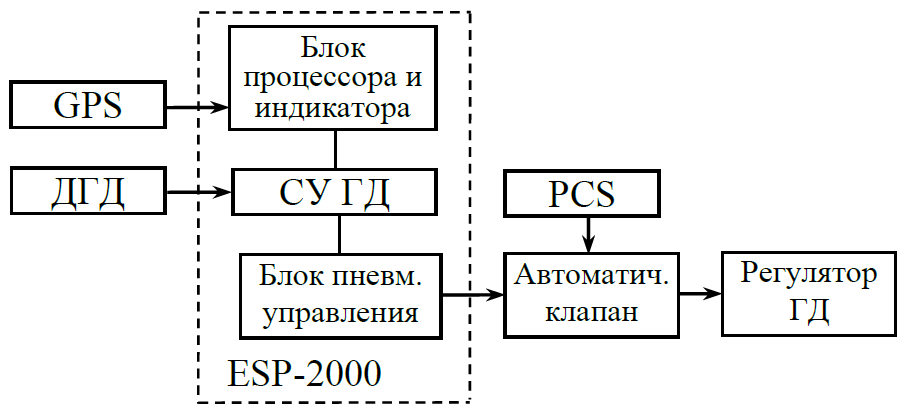 Блок
процессора и
индикатора
GPS
ДГД
СУ ГД
PCS
Блок пневм.
управления
Автоматич.
клапан
Регулятор
ГД
ESP-2000